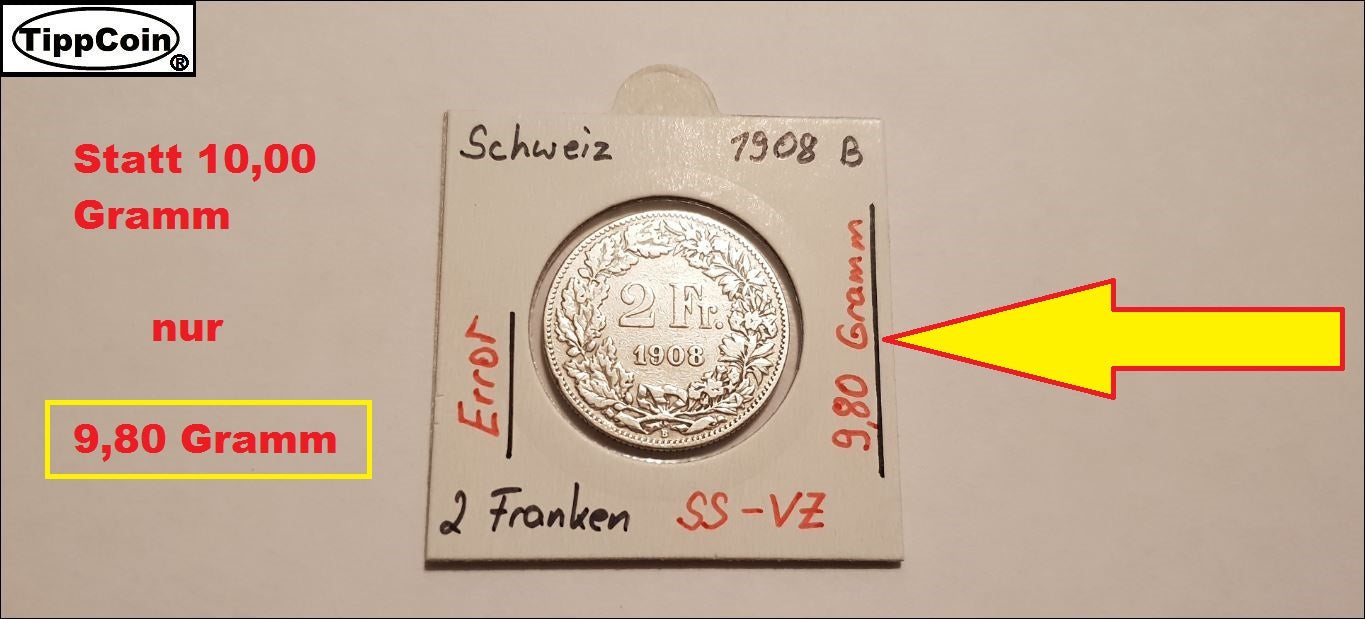 TippCoin
®
Statt 10,00
Gramm
nur
9,80 Gramm
Schweiz 1908 B
Error
2 Fr.
1908
B
9,80 Gramm
2 Franken SS-VZ